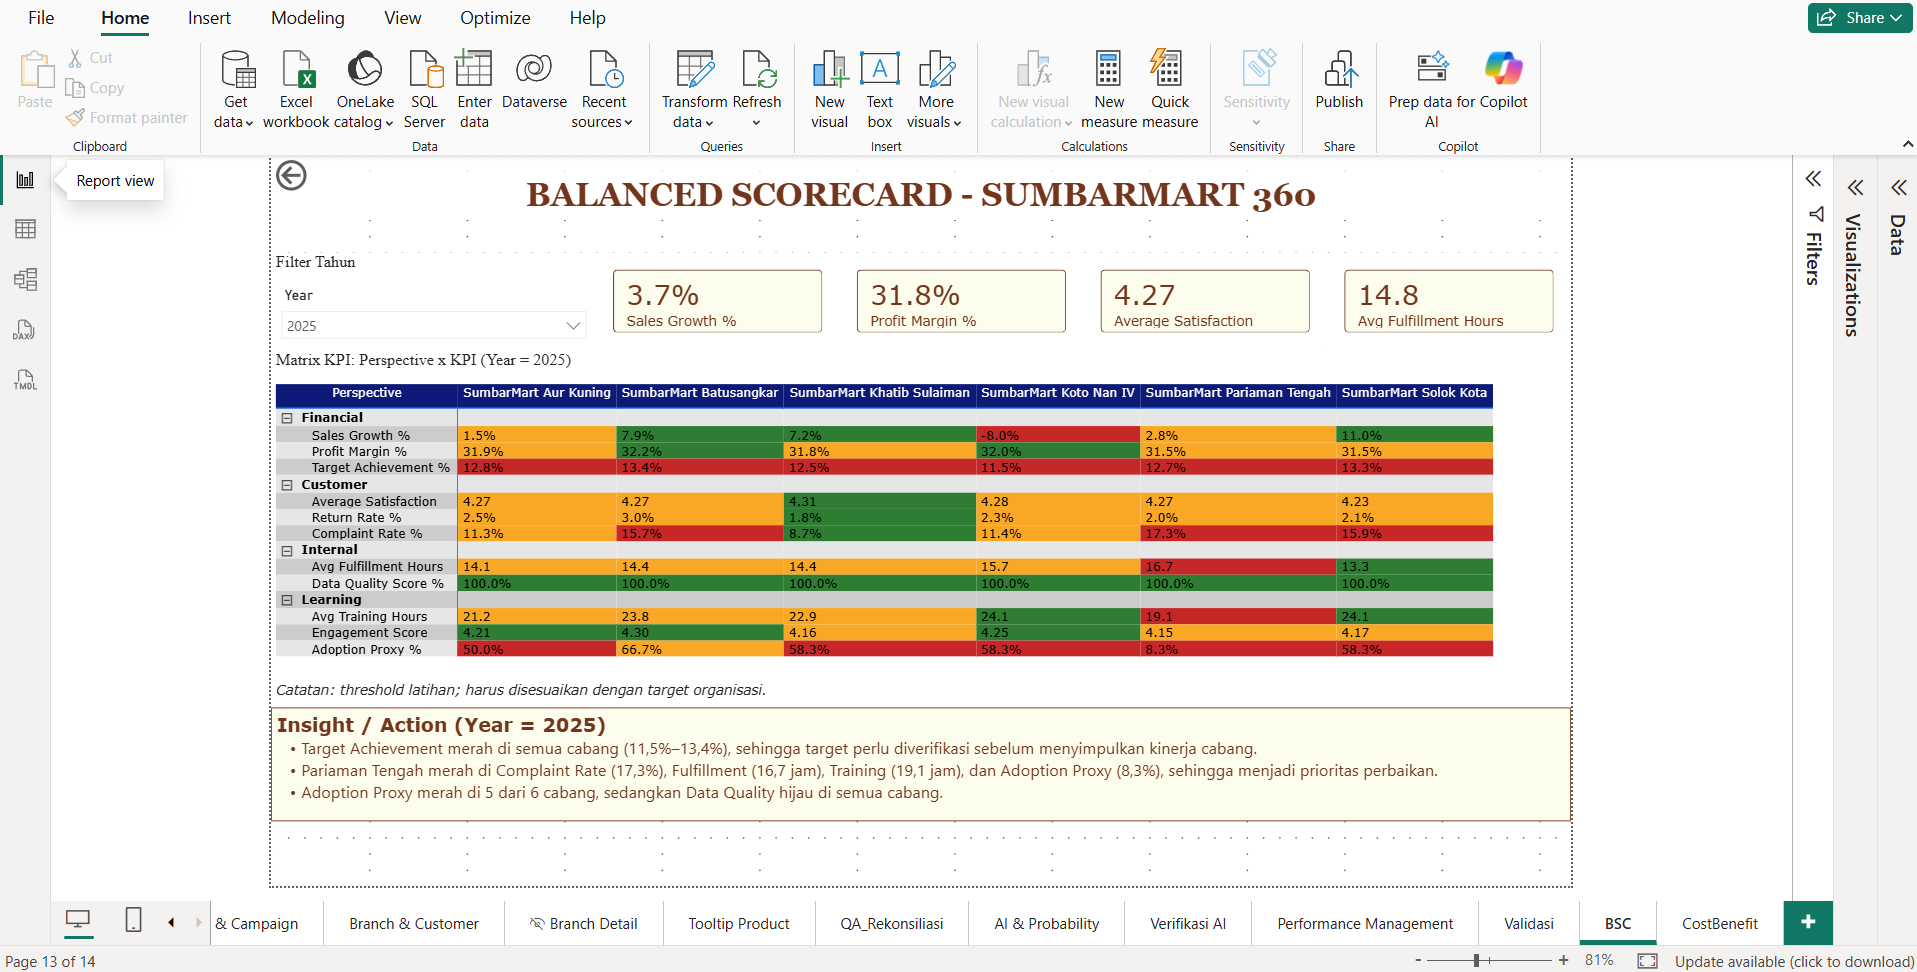 File Home Insert Modeling View Optimize Help Share
Paste
Cut
Copy
Format painter
Clipboard
Get data
Excel workbook
OneLake catalog
SQL Server
Enter data
Dataverse
Recent sources
Data
Transform data
Refresh
Queries
New visual
Text box
More visuals
Insert
New visual calculation
New measure
Quick measure
Calculations
Sensitivity
Sensitivity
Publish
Share
Prep data for AI
Copilot
Copilot
Report view
DAX
TMDL
BALANCED SCORECARD - SUMBARMART 360
Filter Tahun
Year
2025
3.7%
Sales Growth %
31.8%
Profit Margin %
4.27
Average Satisfaction
14.8
Avg Fulfillment Hours
Matrix KPI: Perspective x KPI (Year = 2025)
Perspective SumbarMart Aur Kuning SumbarMart Batusangkar SumbarMart Khatib Sulaiman SumbarMart Koto Nan IV SumbarMart Pariaman Tengah SumbarMart Solok Kota
Financial
Sales Growth % 1.5% 7.9% 7.2% -8.0% 2.8% 11.0%
Profit Margin % 31.9% 32.2% 31.8% 32.0% 31.5% 31.5%
Target Achievement % 12.8% 13.4% 12.5% 11.5% 12.7% 13.3%
Customer
Average Satisfaction 4.27 4.27 4.31 4.28 4.27 4.23
Return Rate % 2.5% 3.0% 1.8% 2.3% 2.0% 2.1%
Complaint Rate % 11.3% 15.7% 8.7% 11.4% 17.3% 15.9%
Internal
Avg Fulfillment Hours 14.1 14.4 14.4 15.7 16.7 13.3
Data Quality Score % 100.0% 100.0% 100.0% 100.0% 100.0% 100.0%
Learning
Avg Training Hours 21.2 23.8 22.9 24.1 19.1 24.1
Engagement Score 4.21 4.30 4.16 4.25 4.15 4.17
Adoption Proxy % 50.0% 66.7% 58.3% 58.3% 8.3% 58.3%
Catatan: threshold latihan; harus disesuaikan dengan target organisasi.
Insight / Action (Year = 2025)
• Target Achievement merah di semua cabang (11,5%–13,4%), sehingga target perlu diverifikasi sebelum menyimpulkan kinerja cabang.
• Pariaman Tengah merah di Complaint Rate (17,3%), Fulfillment (16,7 jam), Training (19,1 jam), dan Adoption Proxy (8,3%), sehingga menjadi prioritas perbaikan.
• Adoption Proxy merah di 5 dari 6 cabang, sedangkan Data Quality hijau di semua cabang.
Filters
Visualizations
Data
& Campaign Branch & Customer Branch Detail Tooltip Product QA_Rekonsiliasi AI & Probability Verifikasi AI Performance Management Validasi BSC CostBenefit +
Page 13 of 14 - + 81% Update available (click to download)